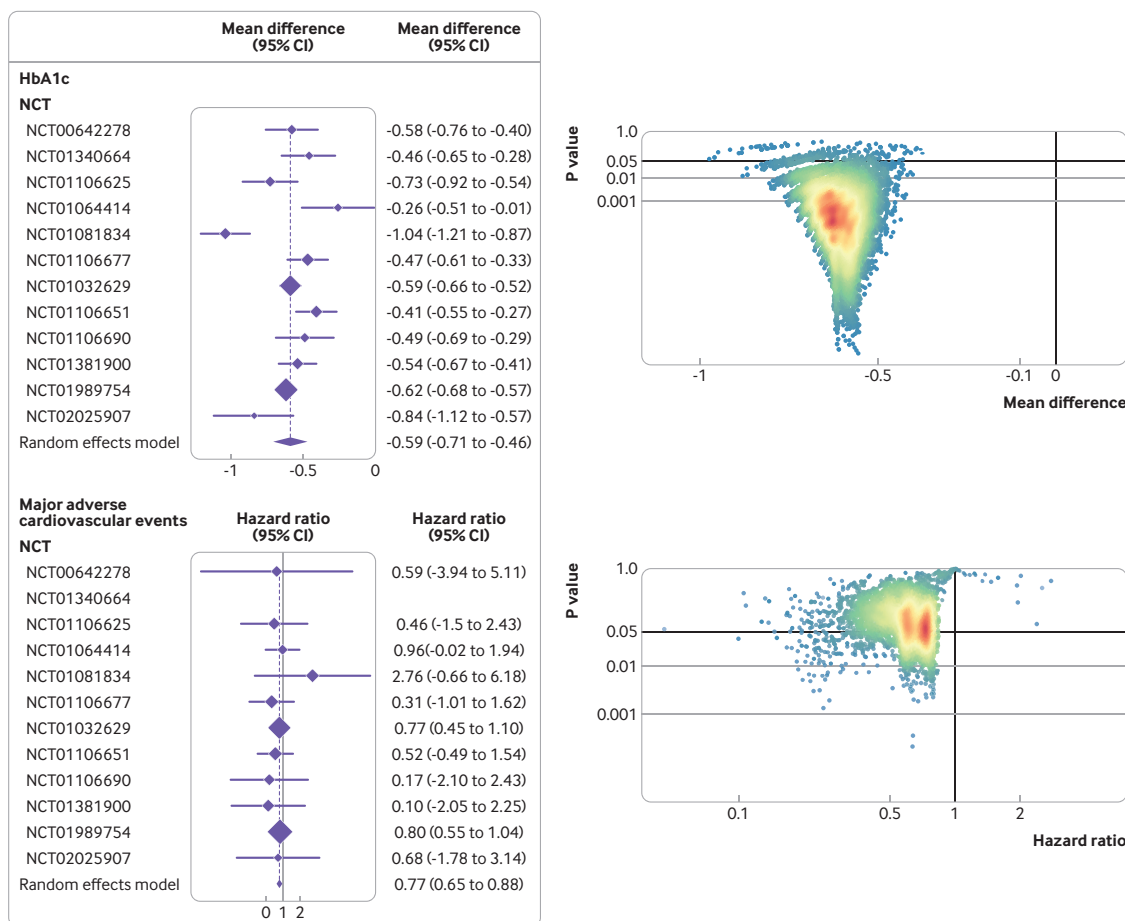 Mean difference (95% CI) Mean difference (95% CI)
HbA1c
NCT
NCT00642278 -0.58 (-0.76 to -0.40)
NCT01340664 -0.46 (-0.65 to -0.28)
NCT01106625 -0.73 (-0.92 to -0.54)
NCT01064414 -0.26 (-0.51 to -0.01)
NCT01081834 -1.04 (-1.21 to -0.87)
NCT01106677 -0.47 (-0.61 to -0.33)
NCT01032629 -0.59 (-0.66 to -0.52)
NCT01106651 -0.41 (-0.55 to -0.27)
NCT01106690 -0.49 (-0.69 to -0.29)
NCT01381900 -0.54 (-0.67 to -0.41)
NCT01989754 -0.62 (-0.68 to -0.57)
NCT02025907 -0.84 (-1.12 to -0.57)
Random effects model -0.59 (-0.71 to -0.46)
-1 -0.5 0
Major adverse
cardiovascular events
Hazard ratio (95% CI) Hazard ratio (95% CI)
NCT
NCT00642278 0.59 (-3.94 to 5.11)
NCT01340664
NCT01106625 0.46 (-1.5 to 2.43)
NCT01064414 0.96(-0.02 to 1.94)
NCT01081834 2.76 (-0.66 to 6.18)
NCT01106677 0.31 (-1.01 to 1.62)
NCT01032629 0.77 (0.45 to 1.10)
NCT01106651 0.52 (-0.49 to 1.54)
NCT01106690 0.17 (-2.10 to 2.43)
NCT01381900 0.10 (-2.05 to 2.25)
NCT01989754 0.80 (0.55 to 1.04)
NCT02025907 0.68 (-1.78 to 3.14)
Random effects model 0.77 (0.65 to 0.88)
0 1 2
P value
1.0
0.05
0.01
0.001
-1 -0.5 -0.1 0
Mean difference
P value
1.0
0.05
0.01
0.001
0.1 0.5 1 2
Hazard ratio